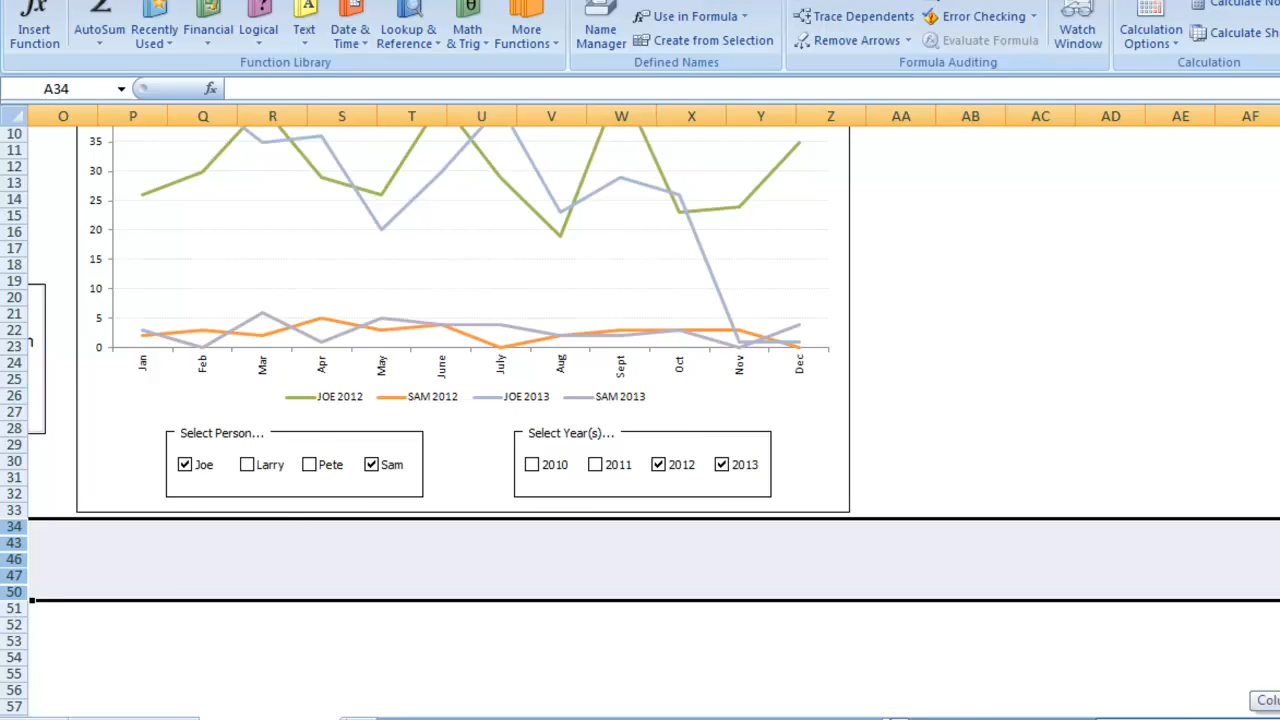 Insert Function
AutoSum
Recently Used
Financial
Logical
Text
Date & Time
Lookup & Reference
Math & Trig
More Functions
Function Library
Name Manager
Use in Formula
Create from Selection
Defined Names
Trace Dependents
Remove Arrows
Error Checking
Evaluate Formula
Formula Auditing
Watch Window
Calculation Options
Calculate
Calculate
Calculation
A34
fx
O P Q R S T U V W X Y Z AA AB AC AD AE AF
10
11
12
13
14
15
16
17
18
19
20
21
22
23
24
25
26
27
28
29
30
31
32
33
34
43
46
47
50
51
52
53
54
55
56
57
35
30
25
20
15
10
5
0
Jan Feb Mar Apr May June July Aug Sept Oct Nov Dec
JOE 2012 SAM 2012 JOE 2013 SAM 2013
Select Person...
Joe Larry Pete Sam
Select Year(s)...
2010 2011 2012 2013